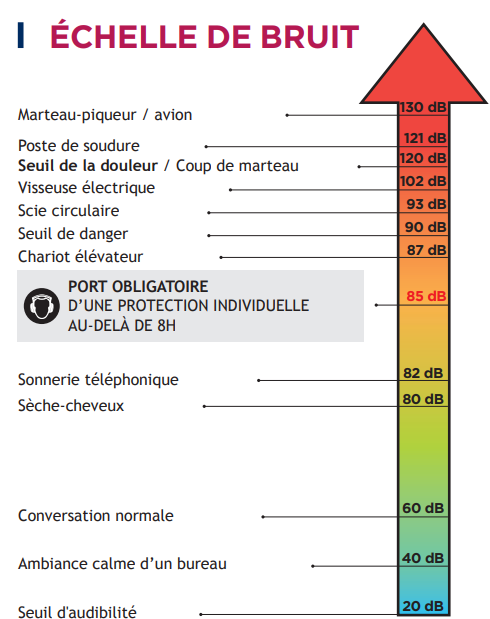 ÉCHELLE DE BRUIT
Marteau-piqueur / avion 130 dB
Poste de soudure 121 dB
Seuil de la douleur / Coup de marteau 120 dB
Visseuse électrique 102 dB
Scie circulaire 93 dB
Seuil de danger 90 dB
Chariot élévateur 87 dB
PORT OBLIGATOIRE
D’UNE PROTECTION INDIVIDUELLE 85 dB
AU-DELÀ DE 8H
Sonnerie téléphonique 82 dB
Sèche-cheveux 80 dB
Conversation normale 60 dB
Ambiance calme d’un bureau 40 dB
Seuil d'audibilité 20 dB